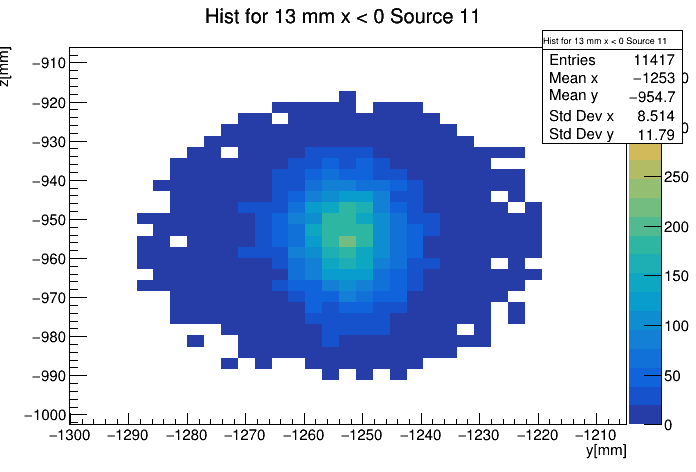 Hist for 13 mm x < 0 Source 11
z[mm]
Hist for 13 mm x < 0 Source 11
Entries 11417
Mean x −1253
Mean y −954.7
Std Dev x 8.514
Std Dev y 11.79
−910
−920
−930
−940
−950
−960
−970
−980
−990
−1000
−1300 −1290 −1280 −1270 −1260 −1250 −1240 −1230 −1220 −1210
y[mm]
250
200
150
100
50
0